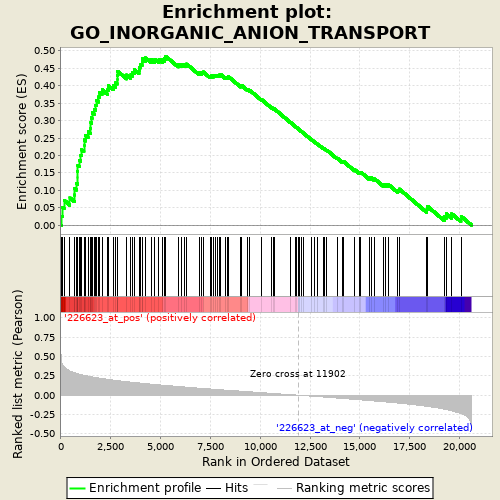 Enrichment plot:
GO_INORGANIC_ANION_TRANSPORT
Enrichment score (ES)
0.50
0.45
0.40
0.35
0.30
0.25
0.20
0.15
0.10
0.05
0.00
Ranked list metric (Pearson)
1.00
0.75
0.50
0.25
0.00
-0.25
-0.50
'226623_at_pos' (positively correlated)
Zero cross at 11902
'226623_at_neg' (negatively correlated)
0 2,500 5,000 7,500 10,000 12,500 15,000 17,500 20,000
Rank in Ordered Dataset
Enrichment profile Hits Ranking metric scores